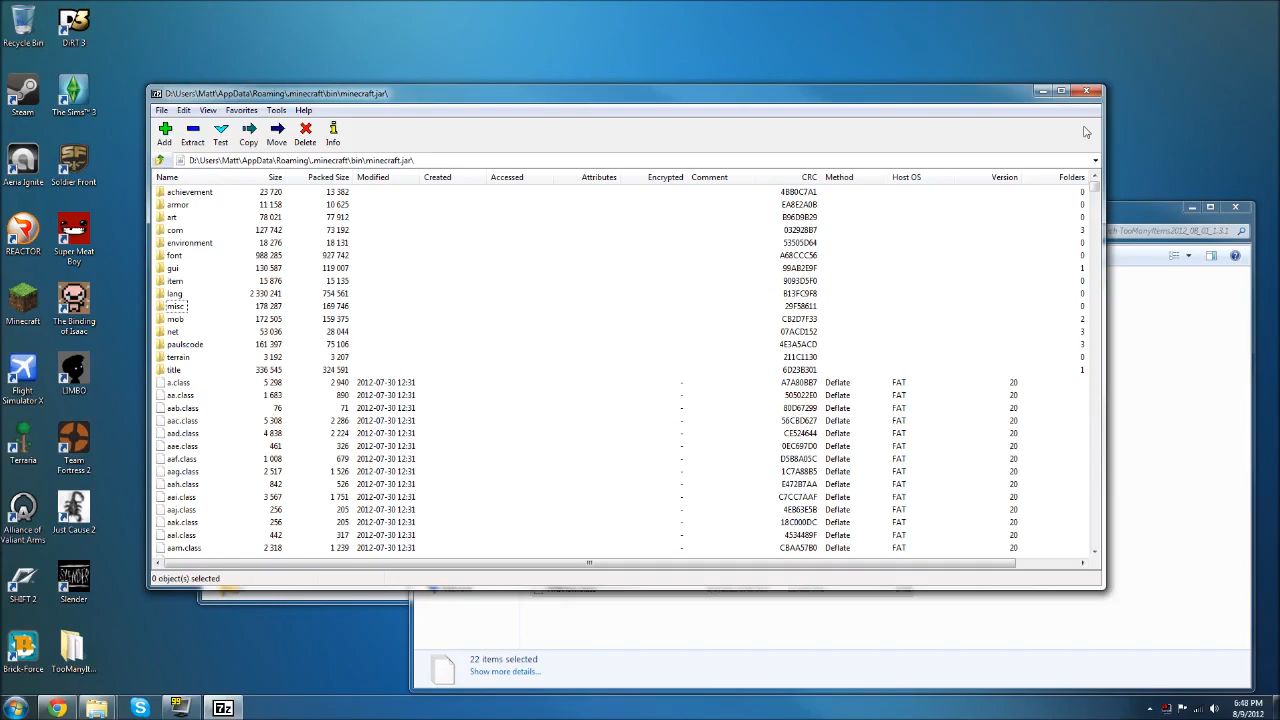 D:\Users\Matt\AppData\Roaming\.minecraft\bin\minecraft.jar\
File Edit View Favorites Tools Help
Add Extract Test Copy Move Delete Info
D:\Users\Matt\AppData\Roaming\.minecraft\bin\minecraft.jar\
Name Size Packed Size Modified Created Accessed Attributes Encrypted Comment CRC Method Host OS Version Folders
achievement 23 720 13 382 4BB0C7A1 0
armor 11 158 10 625 EA8E2A0B 0
art 78 021 77 912 B96D9B29 0
com 127 742 73 192 032928B7 3
environment 18 276 18 131 53505D64 0
font 988 285 927 742 A68CCC56 0
gui 130 587 119 007 99AB2E9F 1
item 15 876 15 135 9093D5F0 0
lang 2 330 241 754 561 B13FC9F8 0
misc 178 287 169 746 29F58611 0
mob 172 505 159 375 CB2D7F33 2
net 53 036 28 044 07ACD152 3
paulscode 161 397 75 106 4E3A5ACD 3
terrain 3 192 3 207 211C1130 0
title 336 545 324 591 6D23B301 1
a.class 5 298 2 940 2012-07-30 12:31 - A7A80BB7 Deflate FAT 20
aa.class 1 683 890 2012-07-30 12:31 - 505022E0 Deflate FAT 20
aab.class 76 71 2012-07-30 12:31 - 80D67299 Deflate FAT 20
aac.class 5 308 2 286 2012-07-30 12:31 - 56CBD627 Deflate FAT 20
aad.class 4 838 2 224 2012-07-30 12:31 - CE524644 Deflate FAT 20
aae.class 461 326 2012-07-30 12:31 - 0EC697D0 Deflate FAT 20
aaf.class 1 008 679 2012-07-30 12:31 - D5B8A05C Deflate FAT 20
aag.class 2 517 1 526 2012-07-30 12:31 - 1C7A88B5 Deflate FAT 20
aah.class 842 526 2012-07-30 12:31 - E472B7AA Deflate FAT 20
aai.class 3 567 1 751 2012-07-30 12:31 - C7CC7AAF Deflate FAT 20
aaj.class 256 205 2012-07-30 12:31 - 4EB63E5B Deflate FAT 20
aak.class 256 205 2012-07-30 12:31 - 18C000DC Deflate FAT 20
aal.class 442 317 2012-07-30 12:31 - 4534489F Deflate FAT 20
aam.class 2 318 1 239 2012-07-30 12:31 - CBAA57B0 Deflate FAT 20
0 object(s) selected
TooManyItems2012_08_01_1.3.1
22 items selected
Show more details...
Recycle Bin
DiRT 3
Steam
The Sims™ 3
Aeria Ignite
Soldier Front
REACTOR
Super Meat
Boy
Minecraft
The Binding
of Isaac
Flight
Simulator X
LIMBO
Terraria
Team
Fortress 2
Alliance of
Valiant Arms
Just Cause 2
SHIFT 2
Slender
Brick-Force
TooManyIt...
99
7z
6:48 PM
8/9/2012